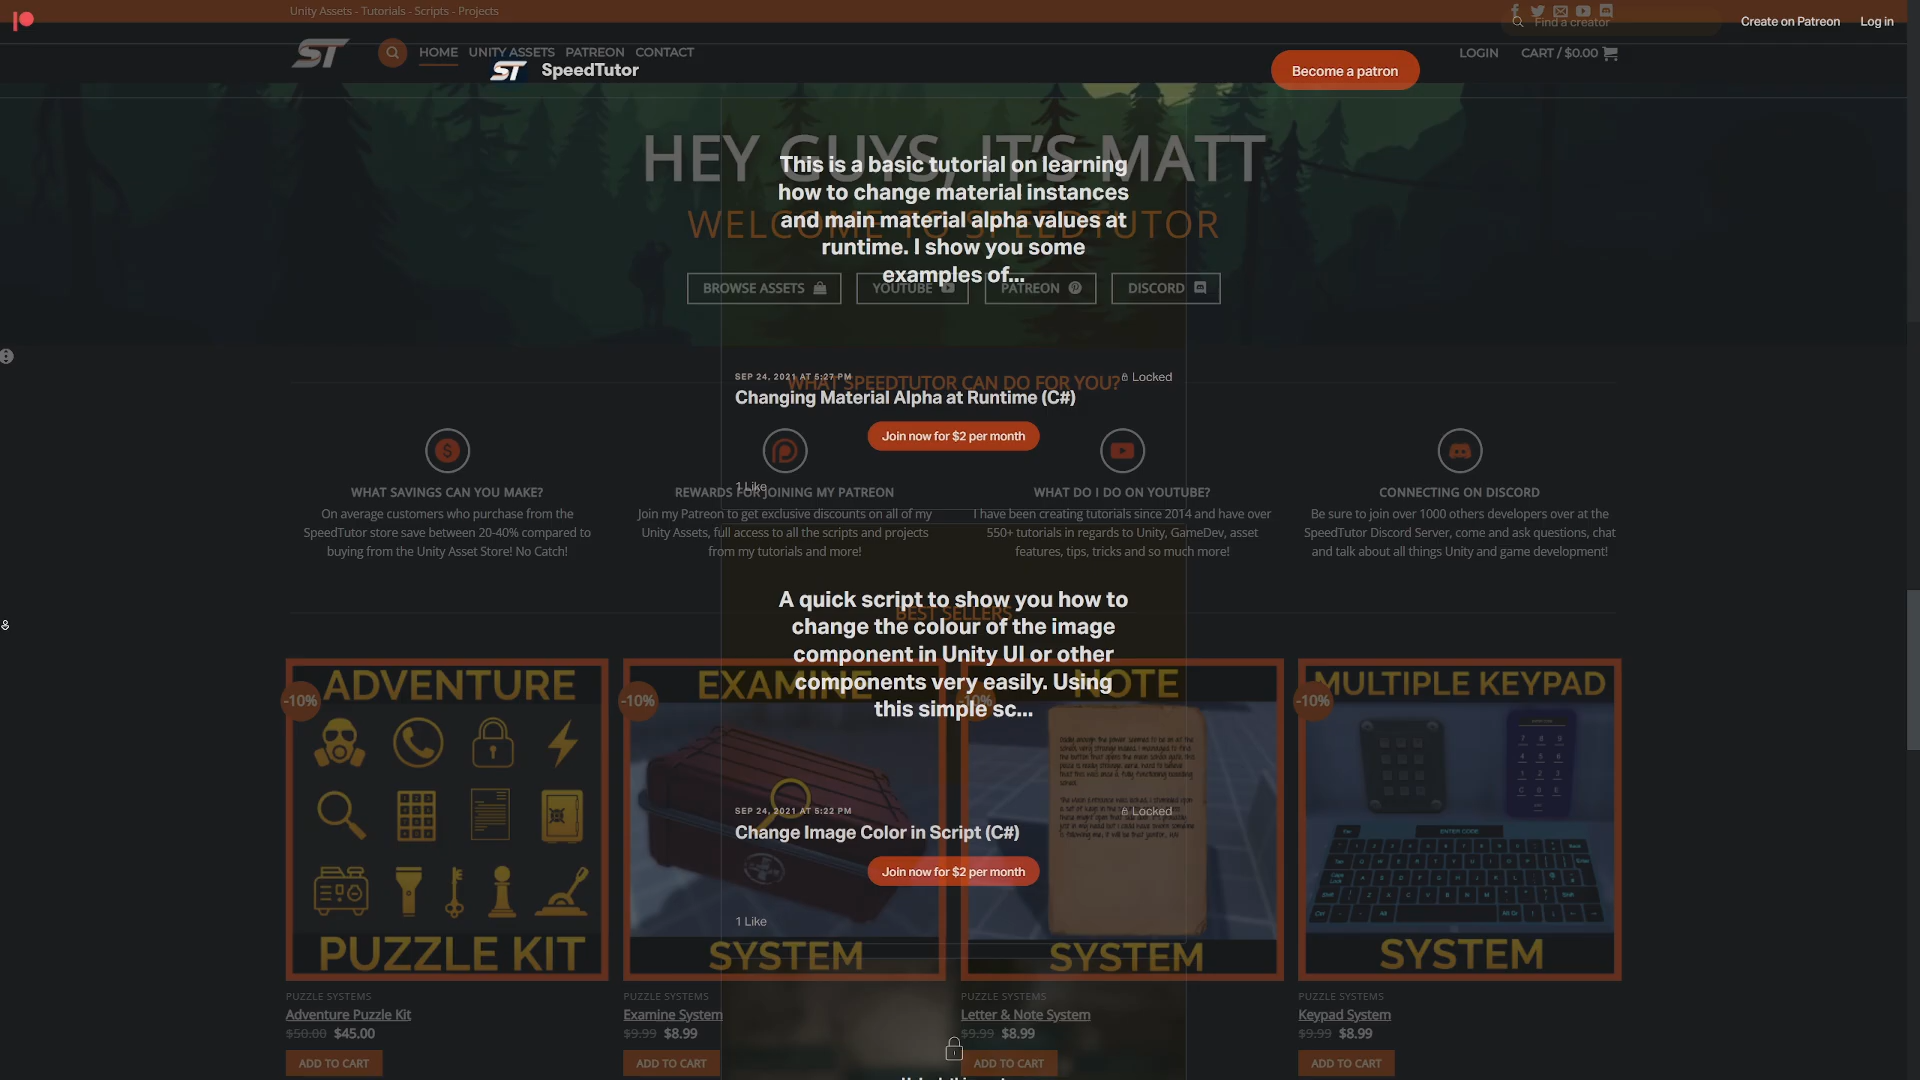 Unity Assets - Tutorials - Scripts - Projects
Find a creator
Create on Patreon
Log in
ST
HOME
UNITY ASSETS
PATREON
CONTACT
LOGIN
CART / $0.00
ST
SpeedTutor
Become a patron
HEY GUYS, IT'S MATT
WELCOME TO SPEEDTUTOR
This is a basic tutorial on learning
how to change material instances
and main material alpha values at
runtime. I show you some
examples of...
BROWSE ASSETS
YOUTUBE
PATREON
DISCORD
SEP 24, 2021 AT 5:27 PM
Locked
WHAT SPEEDTUTOR CAN DO FOR YOU?
Changing Material Alpha at Runtime (C#)
Join now for $2 per month
1 Like
WHAT SAVINGS CAN YOU MAKE?
On average customers who purchase from the
SpeedTutor store save between 20-40% compared to
buying from the Unity Asset Store! No Catch!
REWARDS FOR JOINING MY PATREON
Join my Patreon to get exclusive discounts on all of my
Unity Assets, full access to all the scripts and projects
from my tutorials and more!
WHAT DO I DO ON YOUTUBE?
I have been creating tutorials since 2014 and have over
550+ tutorials in regards to Unity, GameDev, asset
features, tips, tricks and so much more!
CONNECTING ON DISCORD
Be sure to join over 1000 others developers over at the
SpeedTutor Discord Server, come and ask questions, chat
and talk about all things Unity and game development!
BEST SELLERS
A quick script to show you how to
change the colour of the image
component in Unity UI or other
components very easily. Using
this simple sc...
SEP 24, 2021 AT 5:22 PM
Locked
Change Image Color in Script (C#)
Join now for $2 per month
1 Like
-10%
ADVENTURE
PUZZLE KIT
-10%
EXAMINE
SYSTEM
-10%
NOTE
SYSTEM
-10%
MULTIPLE KEYPAD
ENTER CODE
SYSTEM
PUZZLE SYSTEMS
Adventure Puzzle Kit
$50.00 $45.00
ADD TO CART
PUZZLE SYSTEMS
Examine System
$9.99 $8.99
ADD TO CART
PUZZLE SYSTEMS
Letter & Note System
$9.99 $8.99
ADD TO CART
PUZZLE SYSTEMS
Keypad System
$9.99 $8.99
ADD TO CART